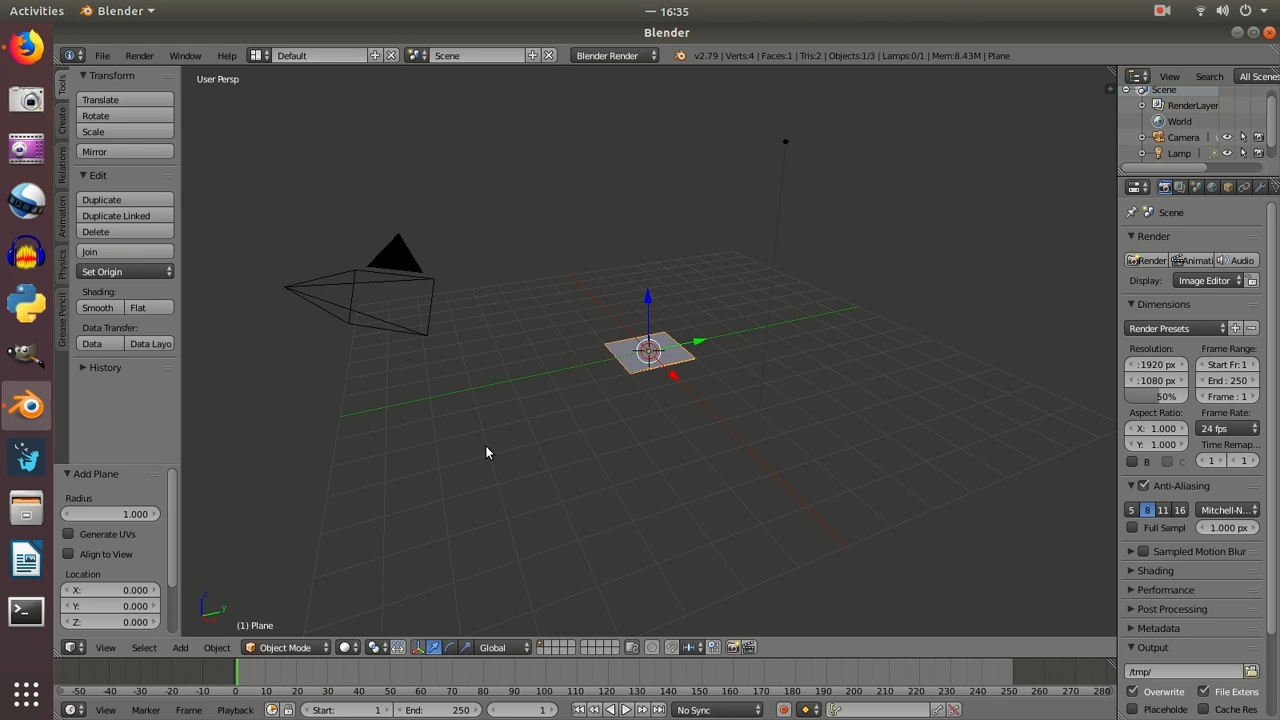 Activities Blender 16:35
Blender
File Render Window Help Default Scene Blender Render v2.79 | Verts:4 | Faces:1 | Tris:2 | Objects:1/3 | Lamps:0/1 | Mem:8.43M | Plane
Tools
Create
Relations
Animation
Physics
Grease Pencil
Transform
Translate
Rotate
Scale
Mirror
Edit
Duplicate
Duplicate Linked
Delete
Join
Set Origin
Shading:
Smooth Flat
Data Transfer:
Data Data Layo
History
Add Plane
Radius
1.000
Generate UVs
Align to View
Location
X: 0.000
Y: 0.000
Z: 0.000
User Persp
z
y
(1) Plane
View Select Add Object Object Mode Global
-50 -40 -30 -20 -10 0 10 20 30 40 50 60 70 80 90 100 110 120 130 140 150 160 170 180 190 200 210 220 230 240 250 260 270 280
View Marker Frame Playback Start: 1 End: 250 1 No Sync
View Search All Scenes
Scene
RenderLayer
World
Camera
Lamp
Scene
Render
Render Animati Audio
Display: Image Editor
Dimensions
Render Presets
Resolution: Frame Range:
: 1920 px Start Fr: 1
: 1080 px End : 250
50% Frame : 1
Aspect Ratio: Frame Rate:
X: 1.000 24 fps
Y: 1.000 Time Remap...
B C 1 1
Anti-Aliasing
5 8 11 16 Mitchell-N...
Full Sampl 1.000 px
Sampled Motion Blur
Shading
Performance
Post Processing
Metadata
Output
/tmp/
Overwrite File Extens
Placeholde Cache Res